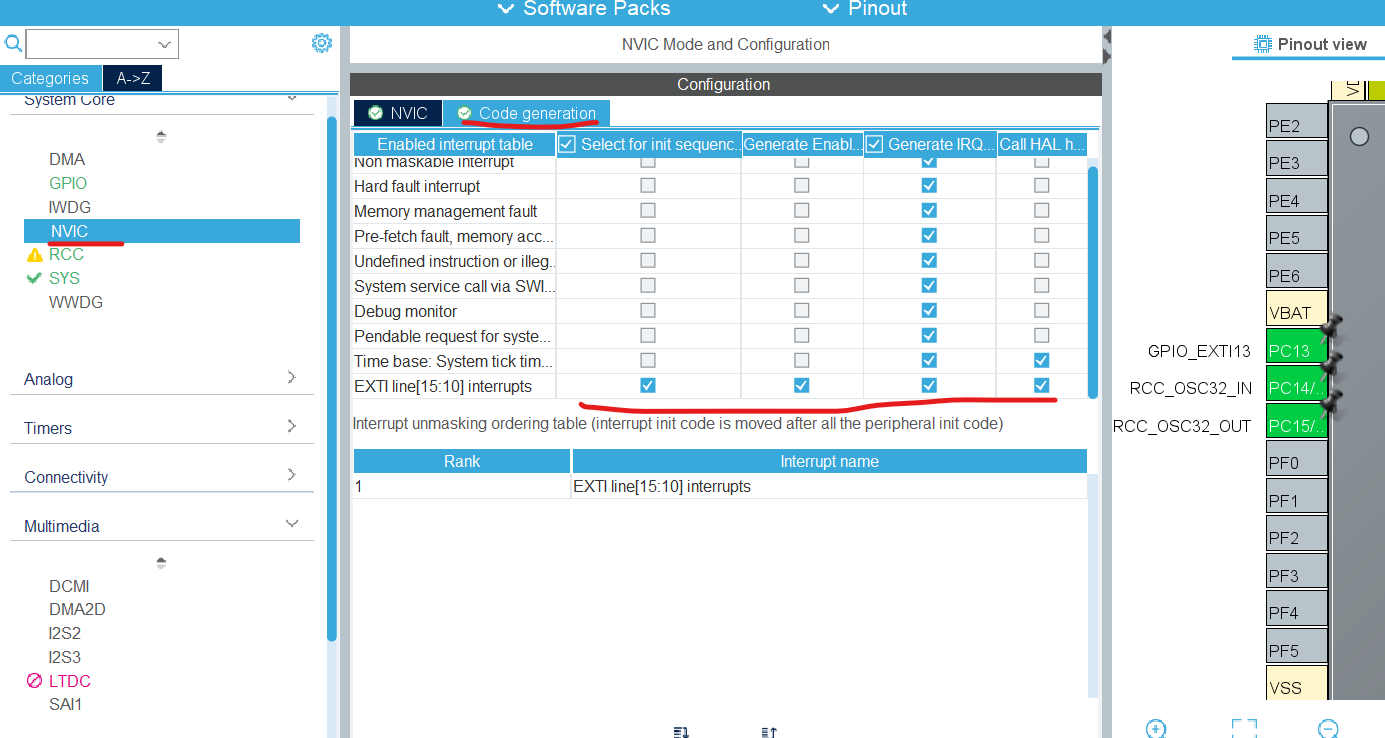 Software Packs
Pinout
NVIC Mode and Configuration
Pinout view
Categories
A->Z
System Core
DMA
GPIO
IWDG
NVIC
RCC
SYS
WWDG
Analog
Timers
Connectivity
Multimedia
DCMI
DMA2D
I2S2
I2S3
LTDC
SAI1
Configuration
NVIC
Code generation
Enabled interrupt table
Select for init sequenc...
Generate Enabl...
Generate IRQ...
Call HAL h...
Non maskable interrupt
Hard fault interrupt
Memory management fault
Pre-fetch fault, memory acc...
Undefined instruction or illeg...
System service call via SWI...
Debug monitor
Pendable request for syste...
Time base: System tick tim...
EXTI line[15:10] interrupts
Interrupt unmasking ordering table (interrupt init code is moved after all the peripheral init code)
Rank
Interrupt name
1
EXTI line[15:10] interrupts
PE2
PE3
PE4
PE5
PE6
VBAT
GPIO_EXTI13
PC13
RCC_OSC32_IN
PC14/..
RCC_OSC32_OUT
PC15/..
PF0
PF1
PF2
PF3
PF4
PF5
VSS